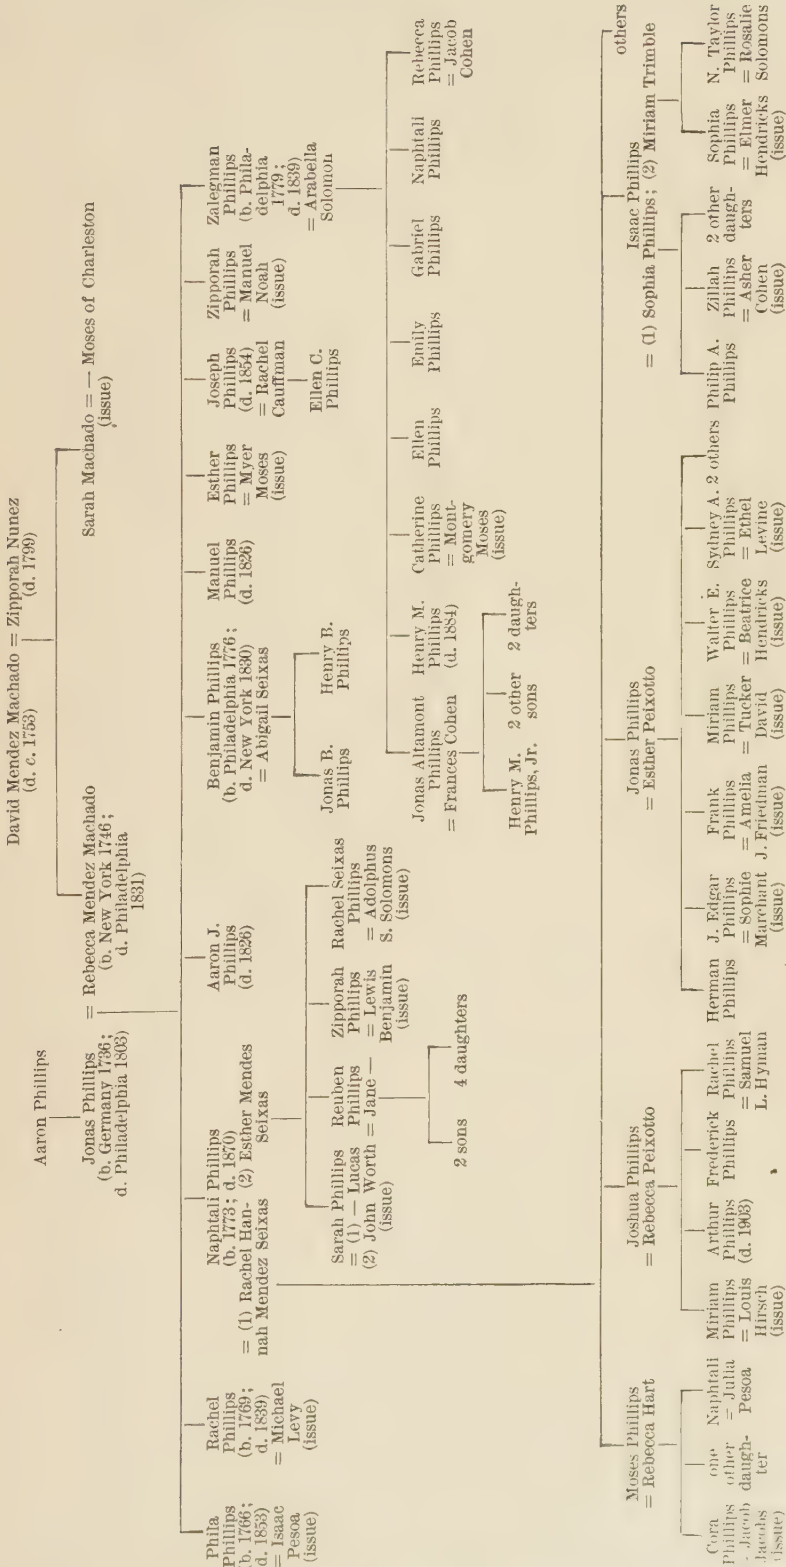 David Mendez Machado = Zipporah Nunez
(d. c. 1753) (d. 1799)
Aaron Phillips
Jonas Phillips
(b. Germany 1736;
d. Philadelphia 1803)
= Rebecca Mendez Machado
(b. New York 1746;
d. Philadelphia
1831)
Sarah Machado = — Moses of Charleston
(issue)
Phila
Phillips
(b. 1766;
d. 1853)
= Isaac
Pesoa
(issue)
Rachel
Phillips
(b. 1769;
d. 1839)
= Michael
Levy
(issue)
Naphtali Phillips
(b. 1773; d. 1870)
= (1) Rachel Han-
nah Mendez Seixas
(2) Esther Mendes
Seixas
Aaron J.
Phillips
(d. 1826)
Benjamin Phillips
(b. Philadelphia 1776;
d. New York 1830)
= Abigail Seixas
Manuel
Phillips
(d. 1826)
Esther
Phillips
= Myer
Moses
(issue)
Joseph
Phillips
(d. 1854)
= Rachel
Cauffman
Zipporah
Phillips
= Manuel
Noah
(issue)
Zalegman
Phillips
(b. Phila-
delphia
1779;
d. 1839)
= Arabella
Solomon
Sarah Phillips
= (1) — Lucas
(2) John Worth
(issue)
Reuben
Phillips
= Jane —
Zipporah
Phillips
= Lewis
Benjamin
(issue)
Rachel Seixas
Phillips
= Adolphus
S. Solomons
(issue)
2 sons
4 daughters
Jonas B.
Phillips
Henry B.
Phillips
Ellen C.
Phillips
Jonas Altamont
Phillips
= Frances Cohen
Henry M.
Phillips
(d. 1884)
Catherine
Phillips
= Mont-
gomery
Moses
(issue)
Ellen
Phillips
Emily
Phillips
Gabriel
Phillips
Naphtali
Phillips
Rebecca
Phillips
= Jacob
Cohen
Henry M.
Phillips, Jr.
2 other
sons
2 daugh-
ters
Moses Phillips
= Rebecca Hart
Joshua Phillips
= Rebecca Peixotto
Jonas Phillips
= Esther Peixotto
Isaac Phillips
= (1) Sophia Phillips; (2) Miriam Trimble
others
Cora
Phillips
= Jacob
Jacobs
(issue)
one
other
daugh-
ter
Naphtali
= Julia
Pesoa
Miriam
Phillips
= Louis
Hirsch
(issue)
Arthur
Phillips
(d. 1903)
Frederick
Phillips
Rachel
Phillips
= Samuel
L. Hyman
Herman
Phillips
J. Edgar
Phillips
= Sophie
Marchant
(issue)
Frank
Phillips
= Amelia
J. Friedman
(issue)
Miriam
Phillips
= Tucker
David
(issue)
Walter E.
Phillips
= Beatrice
Hendricks
(issue)
Sydney A.
Phillips
= Ethel
Levine
(issue)
2 others
Philip A.
Phillips
Zillah
Phillips
= Asher
Cohen
(issue)
2 other
daugh-
ters
Sophia
Phillips
= Elmer
Hendricks
(issue)
N. Taylor
Phillips
= Rosalie
Solomons